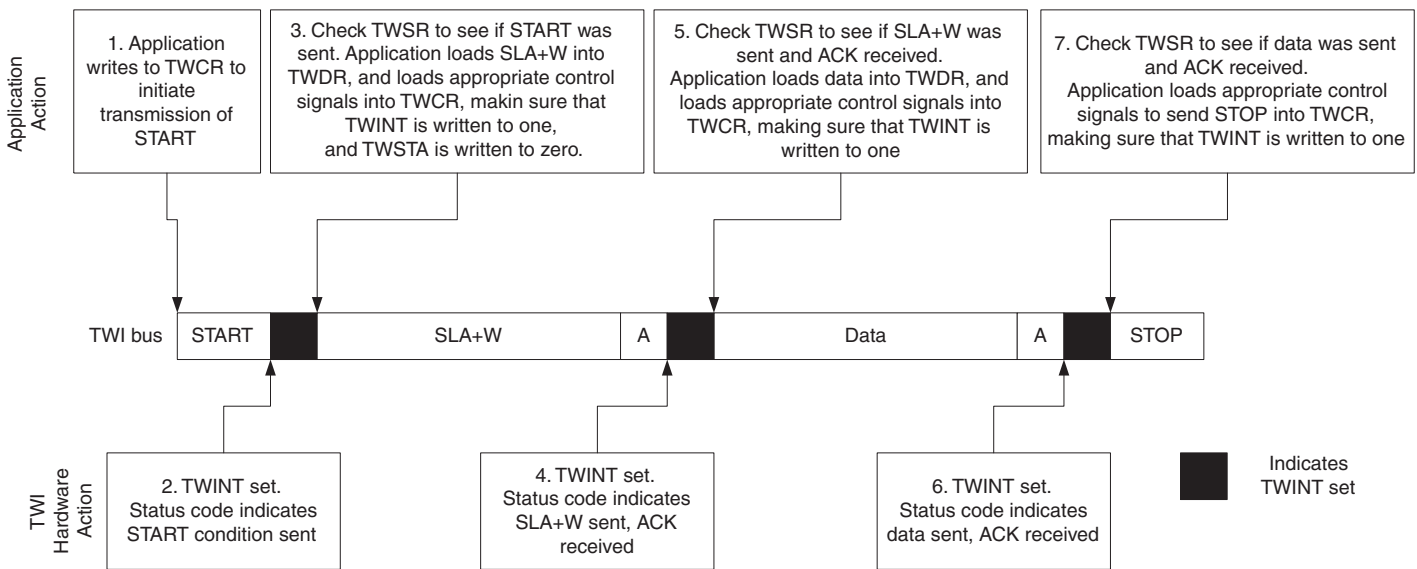 Application
Action
1. Application
writes to TWCR to
initiate
transmission of
START
3. Check TWSR to see if START was
sent. Application loads SLA+W into
TWDR, and loads appropriate control
signals into TWCR, makin sure that
TWINT is written to one,
and TWSTA is written to zero.
5. Check TWSR to see if SLA+W was
sent and ACK received.
Application loads data into TWDR, and
loads appropriate control signals into
TWCR, making sure that TWINT is
written to one
7. Check TWSR to see if data was sent
and ACK received.
Application loads appropriate control
signals to send STOP into TWCR,
making sure that TWINT is written to one
TWI bus
START
SLA+W
A
Data
A
STOP
TWI
Hardware
Action
2. TWINT set.
Status code indicates
START condition sent
4. TWINT set.
Status code indicates
SLA+W sent, ACK
received
6. TWINT set.
Status code indicates
data sent, ACK received
Indicates
TWINT set